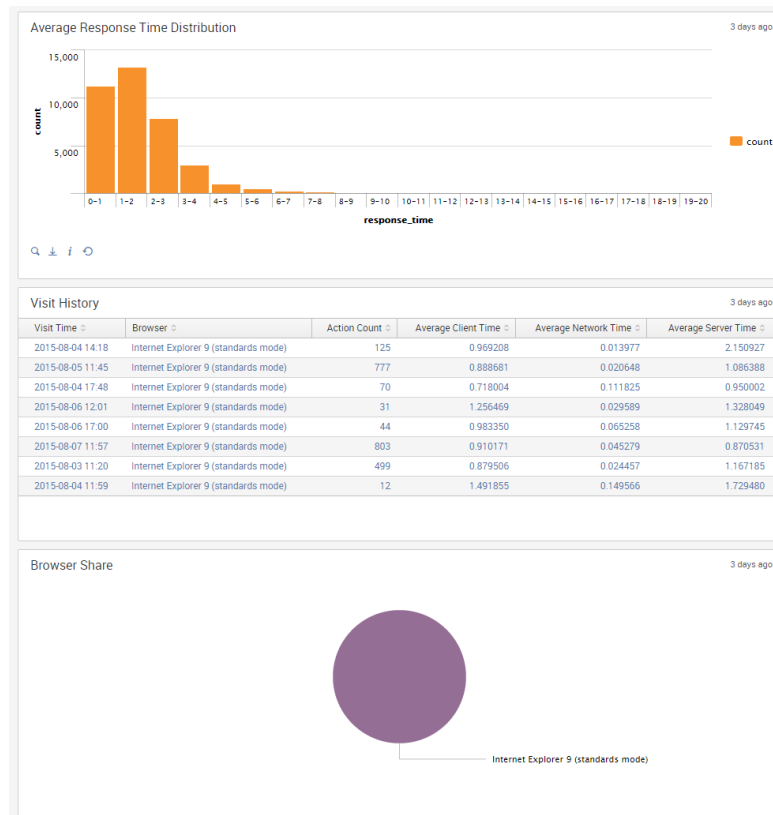 Average Response Time Distribution 3 days ago
15,000
10,000
5,000
count
count
0-1 1-2 2-3 3-4 4-5 5-6 6-7 7-8 8-9 9-10 10-11 11-12 12-13 13-14 14-15 15-16 16-17 17-18 18-19 19-20
response_time
Visit History 3 days ago
Visit Time Browser Action Count Average Client Time Average Network Time Average Server Time
2015-08-04 14:18 Internet Explorer 9 (standards mode) 125 0.969208 0.013977 2.150927
2015-08-05 11:45 Internet Explorer 9 (standards mode) 777 0.888681 0.020648 1.086388
2015-08-04 17:48 Internet Explorer 9 (standards mode) 70 0.718004 0.111825 0.950002
2015-08-06 12:01 Internet Explorer 9 (standards mode) 31 1.256469 0.029589 1.328049
2015-08-06 17:00 Internet Explorer 9 (standards mode) 44 0.983350 0.065258 1.129745
2015-08-07 11:57 Internet Explorer 9 (standards mode) 803 0.910171 0.045279 0.870531
2015-08-03 11:20 Internet Explorer 9 (standards mode) 499 0.879506 0.024457 1.167185
2015-08-04 11:59 Internet Explorer 9 (standards mode) 12 1.491855 0.149566 1.729480
Browser Share 3 days ago
Internet Explorer 9 (standards mode)